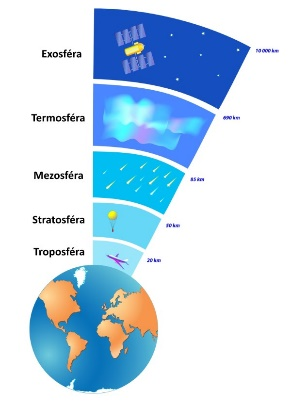 Exosféra
10 000 km
Termosféra
690 km
Mezosféra
85 km
Stratosféra
50 km
Troposféra
20 km